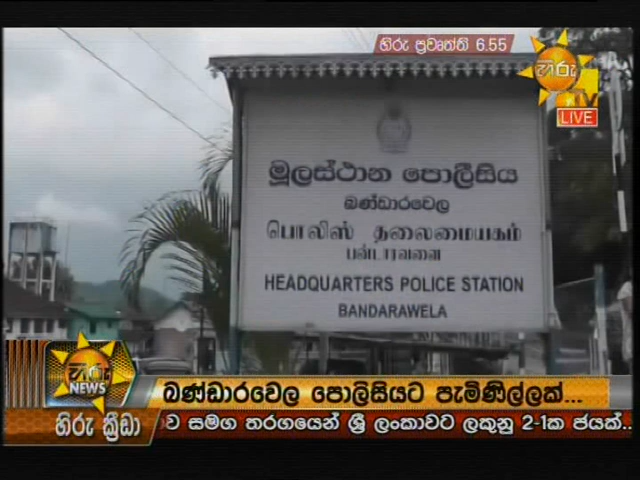 හිරු ප්‍රවෘත්ති 6.55
හිරු
tv
LIVE
මූලස්ථාන පොලීසිය
බණ්ඩාරවෙල
பொலிஸ் தலைமையகம்
பண்டாரவளை
HEADQUARTERS POLICE STATION
BANDARAWELA
හිරු
NEWS
බණ්ඩාරවෙල පොලිසියට පැමිණිල්ලක්...
හිරු ක්‍රීඩා
ව සමග තරගයෙන් ශ්‍රී ලංකාවට ලකුනු 2-1ක ජයක්..